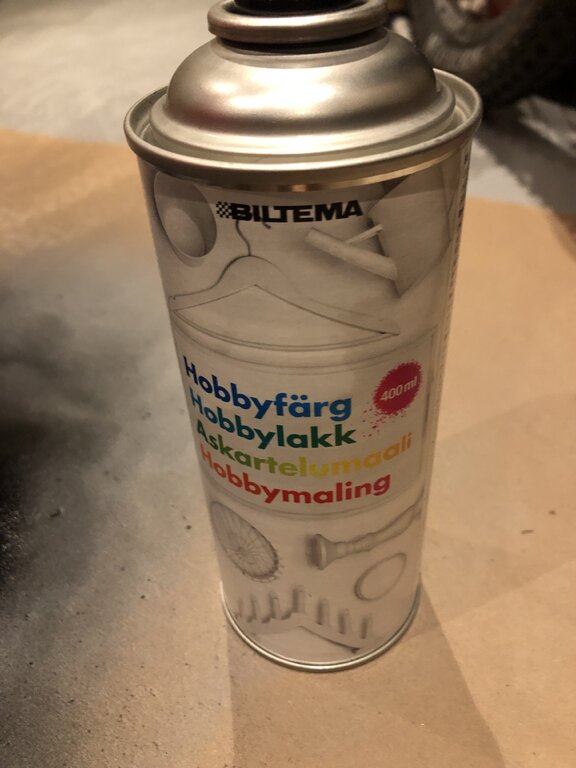 BILTEMA
Hobbyfärg
400 ml
Hobbylakk
Askartelumaali
Hobbymaling